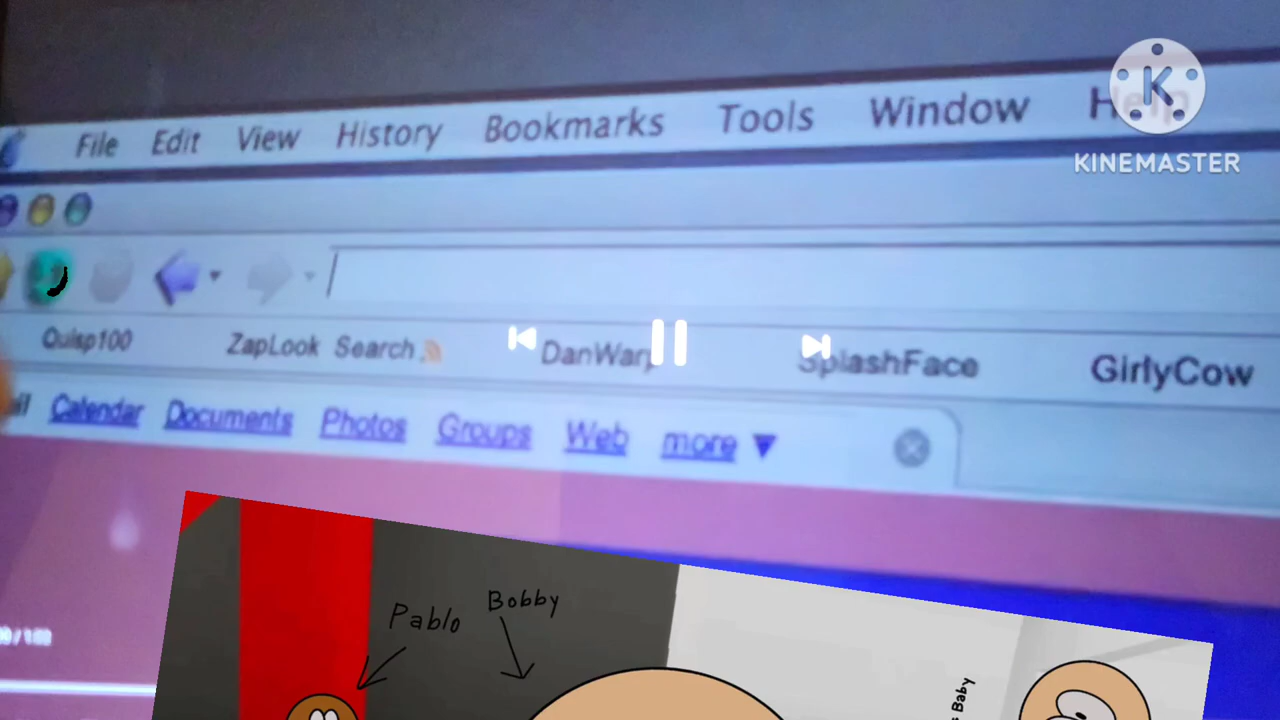 File Edit View History Bookmarks Tools Window Help
KINEMASTER
Quisp100 ZapLook Search DanWarp SplashFace GirlyCow
Calendar Documents Photos Groups Web more
Pablo
Bobby
Baby